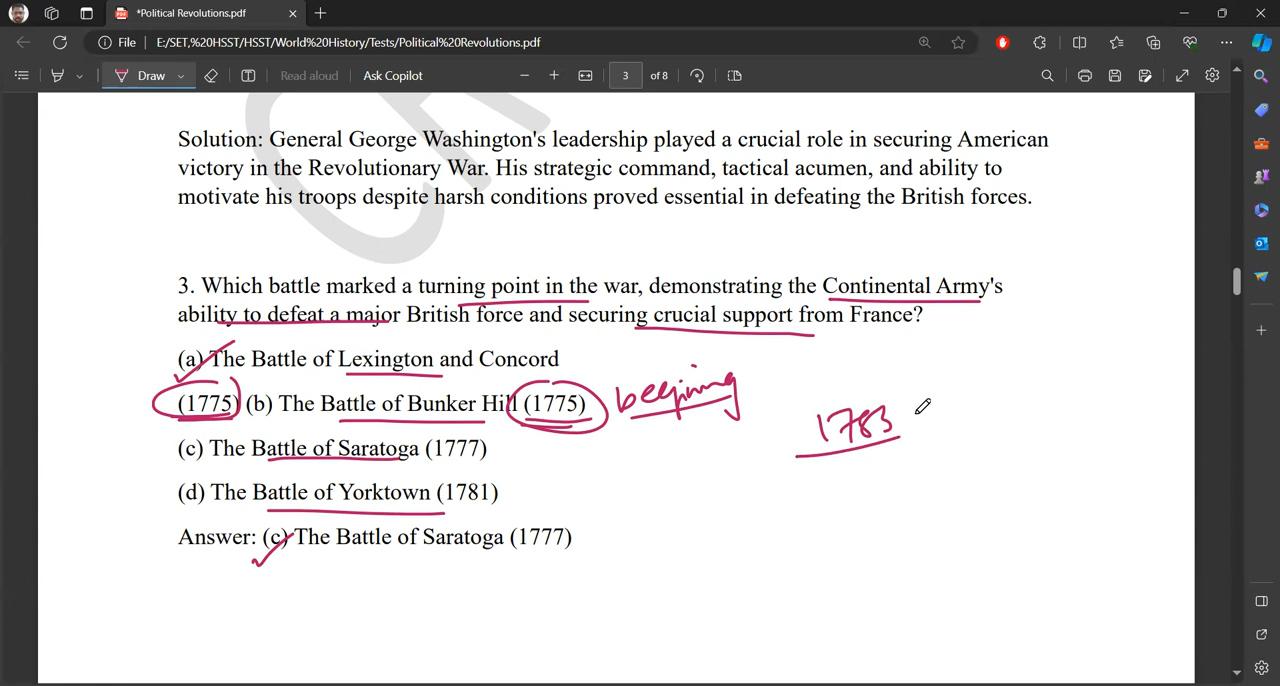 *Political Revolutions.pdf
File E:/SET,%20HSST/HSST/World%20History/Tests/Political%20Revolutions.pdf
Draw Read aloud Ask Copilot 3 of 8
Solution: General George Washington's leadership played a crucial role in securing American
victory in the Revolutionary War. His strategic command, tactical acumen, and ability to
motivate his troops despite harsh conditions proved essential in defeating the British forces.
3. Which battle marked a turning point in the war, demonstrating the Continental Army's
ability to defeat a major British force and securing crucial support from France?
(a) The Battle of Lexington and Concord
(1775) (b) The Battle of Bunker Hill (1775)
1783
(c) The Battle of Saratoga (1777)
(d) The Battle of Yorktown (1781)
Answer: (c) The Battle of Saratoga (1777)